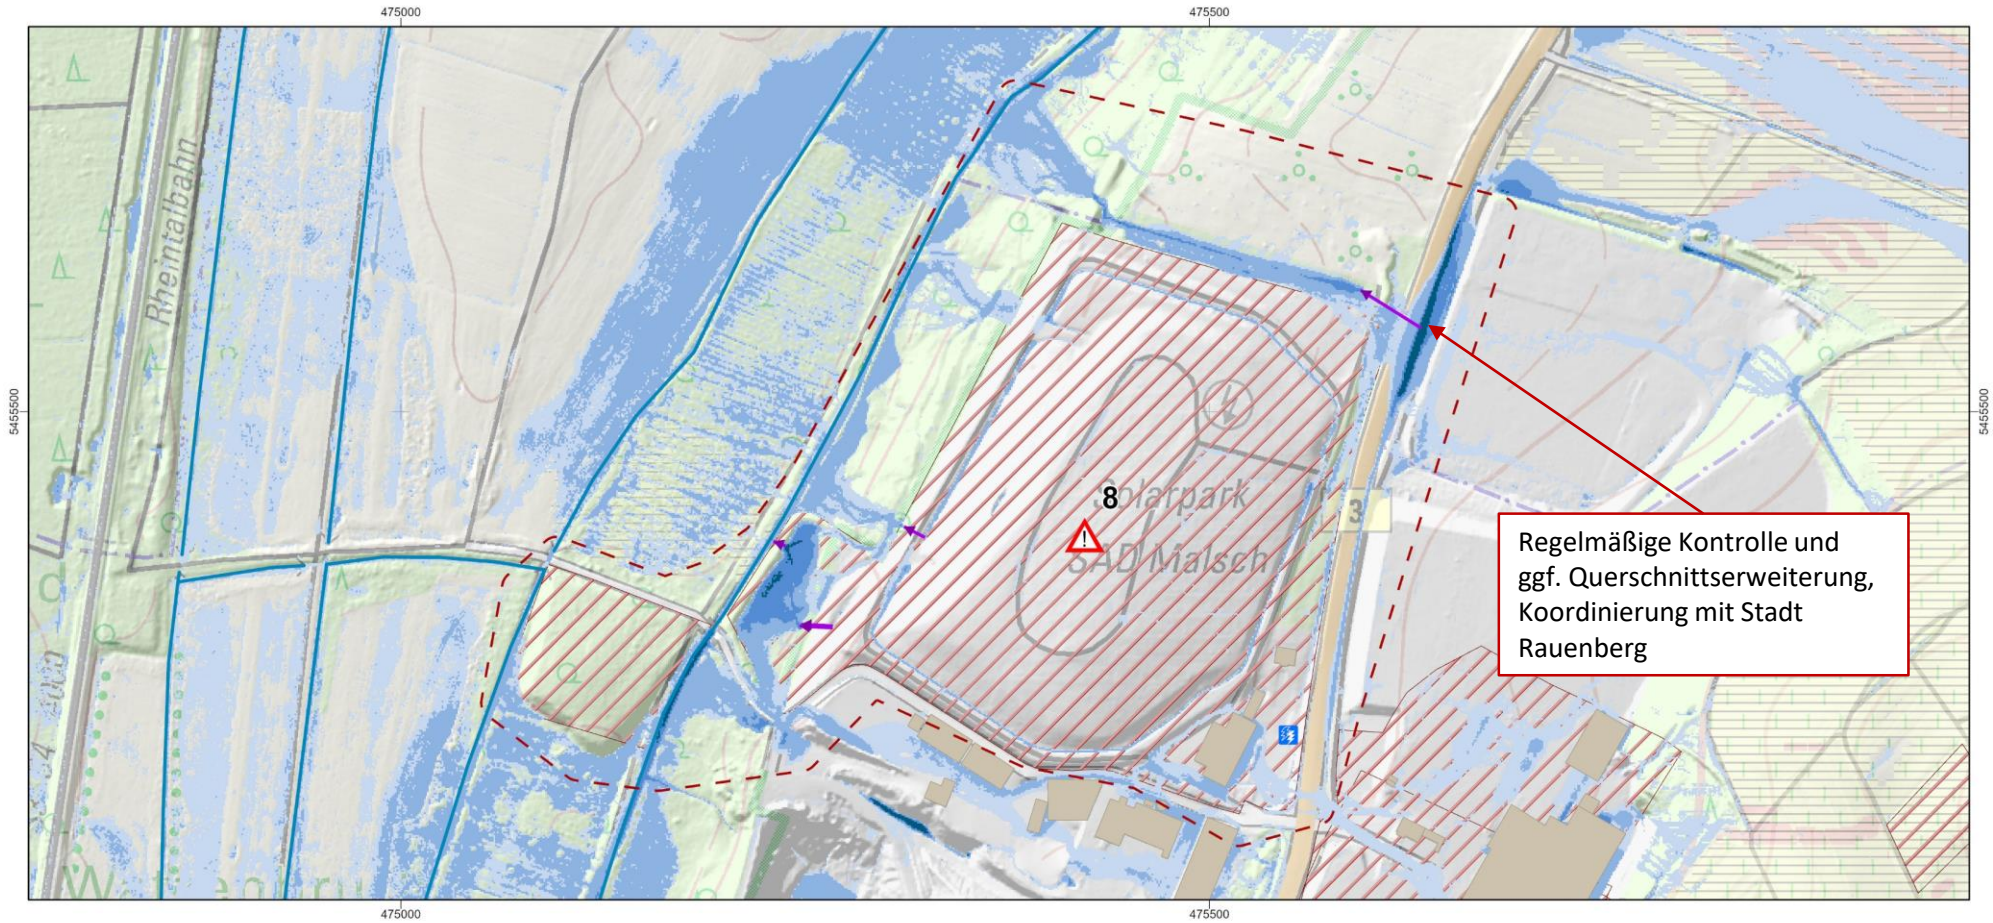 475000
475500
Rheintalbahn
5455500
5455500
8
Solarpark
SAD Malsch
3
Regelmäßige Kontrolle und
ggf. Querschnittserweiterung,
Koordinierung mit Stadt
Rauenberg
475000
475500